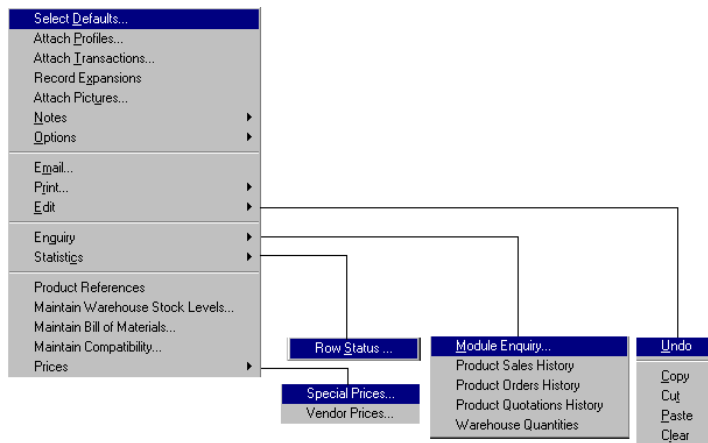 Select Defaults...
Attach Profiles...
Attach Transactions...
Record Expansions
Attach Pictures...
Notes
Options
Email...
Print...
Edit
Enquiry
Statistics
Product References
Maintain Warehouse Stock Levels...
Maintain Bill of Materials...
Maintain Compatibility...
Prices
Row Status ...
Special Prices...
Vendor Prices...
Module Enquiry...
Product Sales History
Product Orders History
Product Quotations History
Warehouse Quantities
Undo
Copy
Cut
Paste
Clear